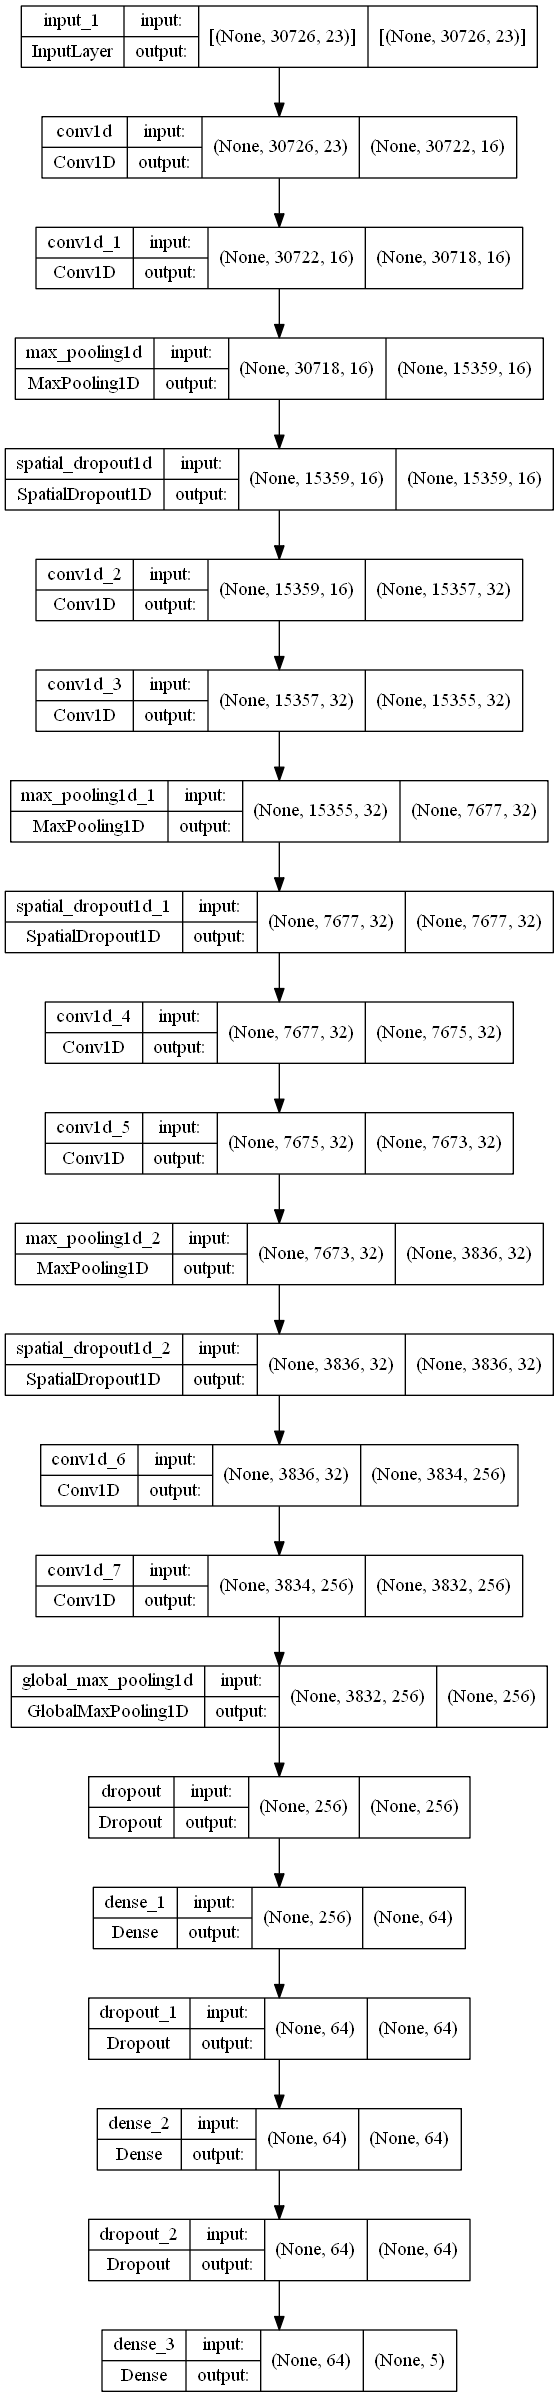 input_1 input: [(None, 30726, 23)] [(None, 30726, 23)]
InputLayer output:
conv1d input: (None, 30726, 23) (None, 30722, 16)
Conv1D output:
conv1d_1 input: (None, 30722, 16) (None, 30718, 16)
Conv1D output:
max_pooling1d input: (None, 30718, 16) (None, 15359, 16)
MaxPooling1D output:
spatial_dropout1d input: (None, 15359, 16) (None, 15359, 16)
SpatialDropout1D output:
conv1d_2 input: (None, 15359, 16) (None, 15357, 32)
Conv1D output:
conv1d_3 input: (None, 15357, 32) (None, 15355, 32)
Conv1D output:
max_pooling1d_1 input: (None, 15355, 32) (None, 7677, 32)
MaxPooling1D output:
spatial_dropout1d_1 input: (None, 7677, 32) (None, 7677, 32)
SpatialDropout1D output:
conv1d_4 input: (None, 7677, 32) (None, 7675, 32)
Conv1D output:
conv1d_5 input: (None, 7675, 32) (None, 7673, 32)
Conv1D output:
max_pooling1d_2 input: (None, 7673, 32) (None, 3836, 32)
MaxPooling1D output:
spatial_dropout1d_2 input: (None, 3836, 32) (None, 3836, 32)
SpatialDropout1D output:
conv1d_6 input: (None, 3836, 32) (None, 3834, 256)
Conv1D output:
conv1d_7 input: (None, 3834, 256) (None, 3832, 256)
Conv1D output:
global_max_pooling1d input: (None, 3832, 256) (None, 256)
GlobalMaxPooling1D output:
dropout input: (None, 256) (None, 256)
Dropout output:
dense_1 input: (None, 256) (None, 64)
Dense output:
dropout_1 input: (None, 64) (None, 64)
Dropout output:
dense_2 input: (None, 64) (None, 64)
Dense output:
dropout_2 input: (None, 64) (None, 64)
Dropout output:
dense_3 input: (None, 64) (None, 5)
Dense output: